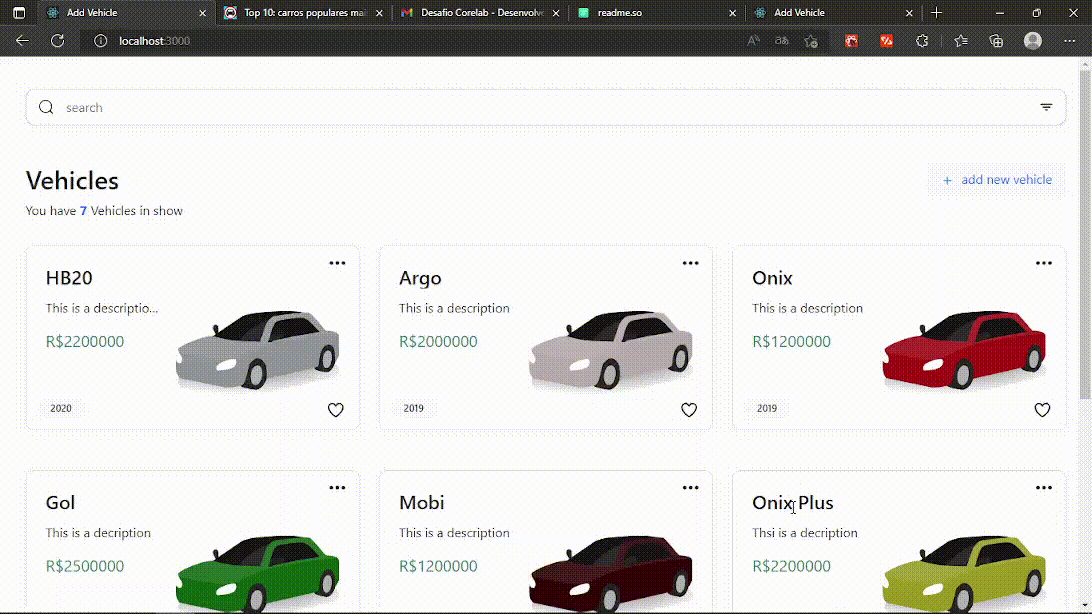 Add Vehicle
Top 10: carros populares mai
Desafio Corelab - Desenvolv
readme.so
Add Vehicle
localhost:3000
search
Vehicles
+ add new vehicle
You have 7 Vehicles in show
HB20
This is a descriptio...
R$2200000
2020
Argo
This is a description
R$2000000
2019
Onix
This is a description
R$1200000
2019
Gol
This is a decription
R$2500000
Mobi
This is a decription
R$1200000
Onix Plus
Thsi is a decription
R$2200000